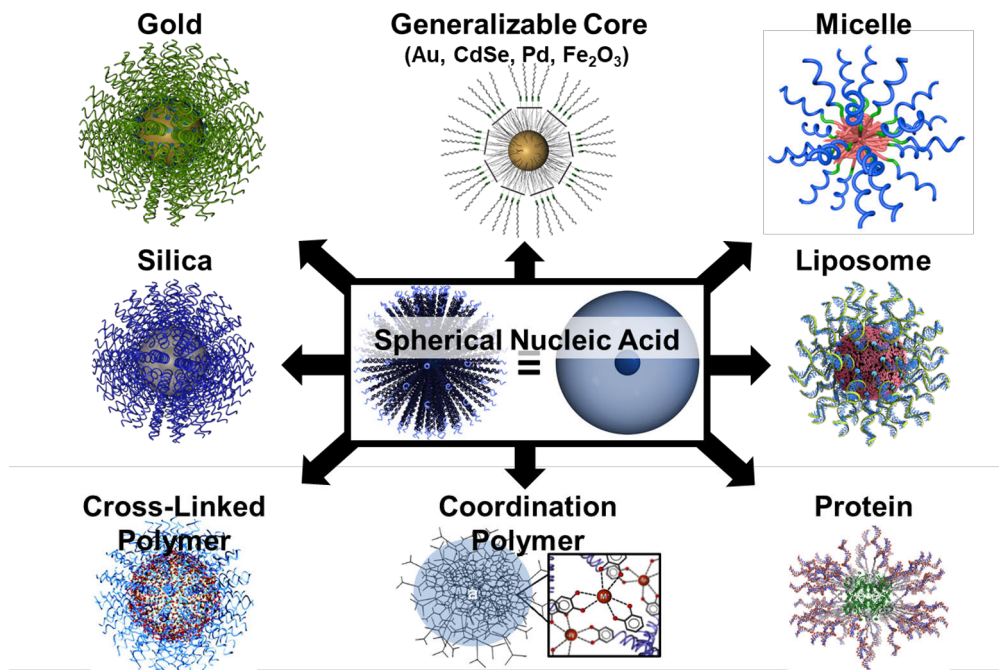 Gold
Generalizable Core
(Au, CdSe, Pd, Fe₂O₃)
Micelle
Silica
Liposome
Spherical Nucleic Acid
=
Cross-Linked
Polymer
Coordination
Polymer
a
M
Protein